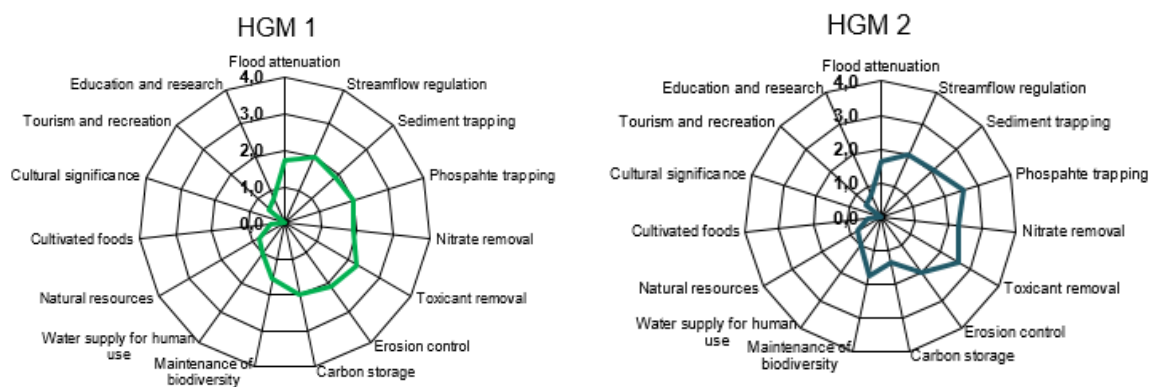 HGM 1
Flood attenuation
4,0
Streamflow regulation
Sediment trapping
Phospahte trapping
Nitrate removal
Toxicant removal
Erosion control
Carbon storage
Maintenance of
biodiversity
Water supply for human
use
Natural resources
Cultivated foods
Cultural significance
Tourism and recreation
Education and research
3,0
2,0
1,0
0,0
HGM 2
Flood attenuation
4,0
Streamflow regulation
Sediment trapping
Phospahte trapping
Nitrate removal
Toxicant removal
Erosion control
Carbon storage
Maintenance of
biodiversity
Water supply for human
use
Natural resources
Cultivated foods
Cultural significance
Tourism and recreation
Education and research
3,0
2,0
1,0
0,0